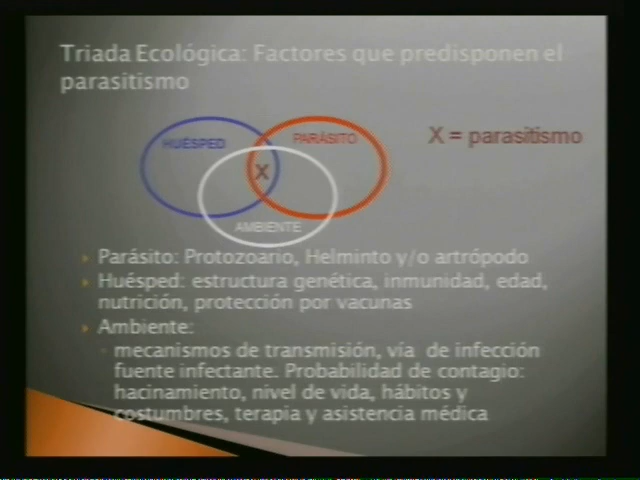 Triada Ecológica: Factores que predisponen el
parasitismo
HUÉSPED
PARÁSITO
X = parasitismo
X
AMBIENTE
Parásito: Protozoario, Helminto y/o artrópodo
Huésped: estructura genética, inmunidad, edad,
nutrición, protección por vacunas
Ambiente:
mecanismos de transmisión, vía de infección
fuente infectante. Probabilidad de contagio:
hacinamiento, nivel de vida, hábitos y
costumbres, terapia y asistencia médica